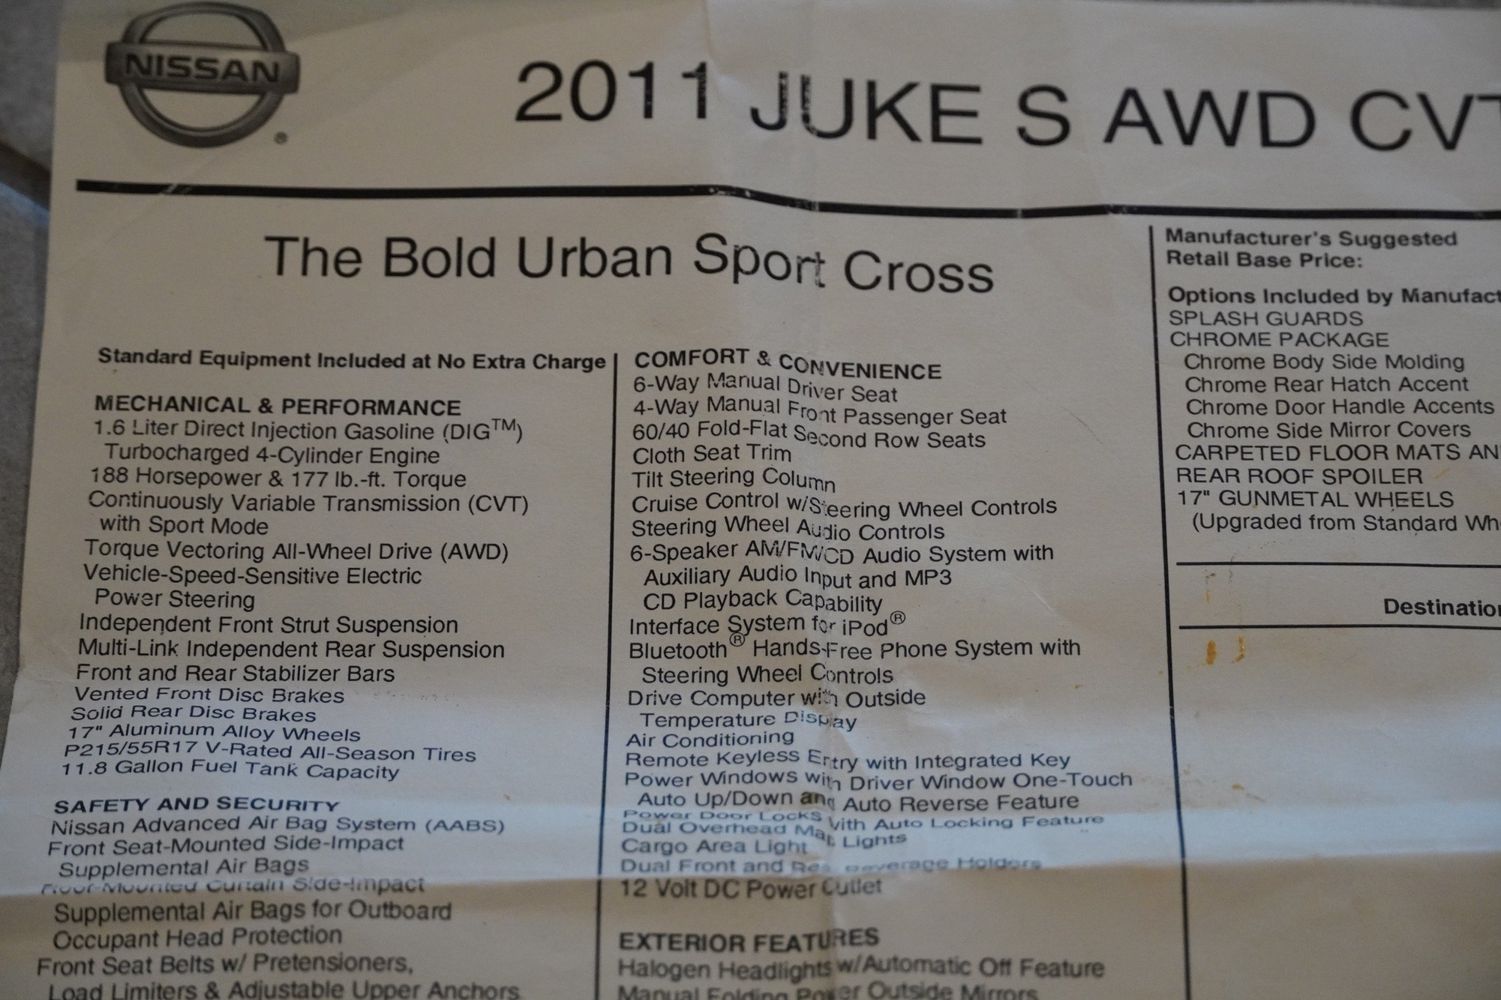 NISSAN
®
2011 JUKE S AWD CVT
The Bold Urban Sport Cross
Standard Equipment Included at No Extra Charge
MECHANICAL & PERFORMANCE
1.6 Liter Direct Injection Gasoline (DIG™)
Turbocharged 4-Cylinder Engine
188 Horsepower & 177 lb.-ft. Torque
Continuously Variable Transmission (CVT)
with Sport Mode
Torque Vectoring All-Wheel Drive (AWD)
Vehicle-Speed-Sensitive Electric
Power Steering
Independent Front Strut Suspension
Multi-Link Independent Rear Suspension
Front and Rear Stabilizer Bars
Vented Front Disc Brakes
Solid Rear Disc Brakes
17" Aluminum Alloy Wheels
P215/55R17 V-Rated All-Season Tires
11.8 Gallon Fuel Tank Capacity
SAFETY AND SECURITY
Nissan Advanced Air Bag System (AABS)
Front Seat-Mounted Side-Impact
Supplemental Air Bags
Roof-Mounted Curtain Side-Impact
Supplemental Air Bags for Outboard
Occupant Head Protection
Front Seat Belts w/ Pretensioners,
Load Limiters & Adjustable Upper Anchors
COMFORT & CONVENIENCE
6-Way Manual Driver Seat
4-Way Manual Front Passenger Seat
60/40 Fold-Flat Second Row Seats
Cloth Seat Trim
Tilt Steering Column
Cruise Control w/Steering Wheel Controls
Steering Wheel Audio Controls
6-Speaker AM/FM/CD Audio System with
Auxiliary Audio Input and MP3
CD Playback Capability
Interface System for iPod®
Bluetooth® Hands-Free Phone System with
Steering Wheel Controls
Drive Computer with Outside
Temperature Display
Air Conditioning
Remote Keyless Entry with Integrated Key
Power Windows with Driver Window One-Touch
Auto Up/Down and Auto Reverse Feature
Power Door Locks with Auto Locking Feature
Dual Overhead Map Lights
Cargo Area Light
Dual Front and Rear Beverage Holders
12 Volt DC Power Outlet
EXTERIOR FEATURES
Halogen Headlights w/Automatic Off Feature
Manual Folding Power Outside Mirrors
Manufacturer's Suggested
Retail Base Price:
Options Included by Manufact
SPLASH GUARDS
CHROME PACKAGE
Chrome Body Side Molding
Chrome Rear Hatch Accent
Chrome Door Handle Accents
Chrome Side Mirror Covers
CARPETED FLOOR MATS AN
REAR ROOF SPOILER
17" GUNMETAL WHEELS
(Upgraded from Standard Wh
Destination